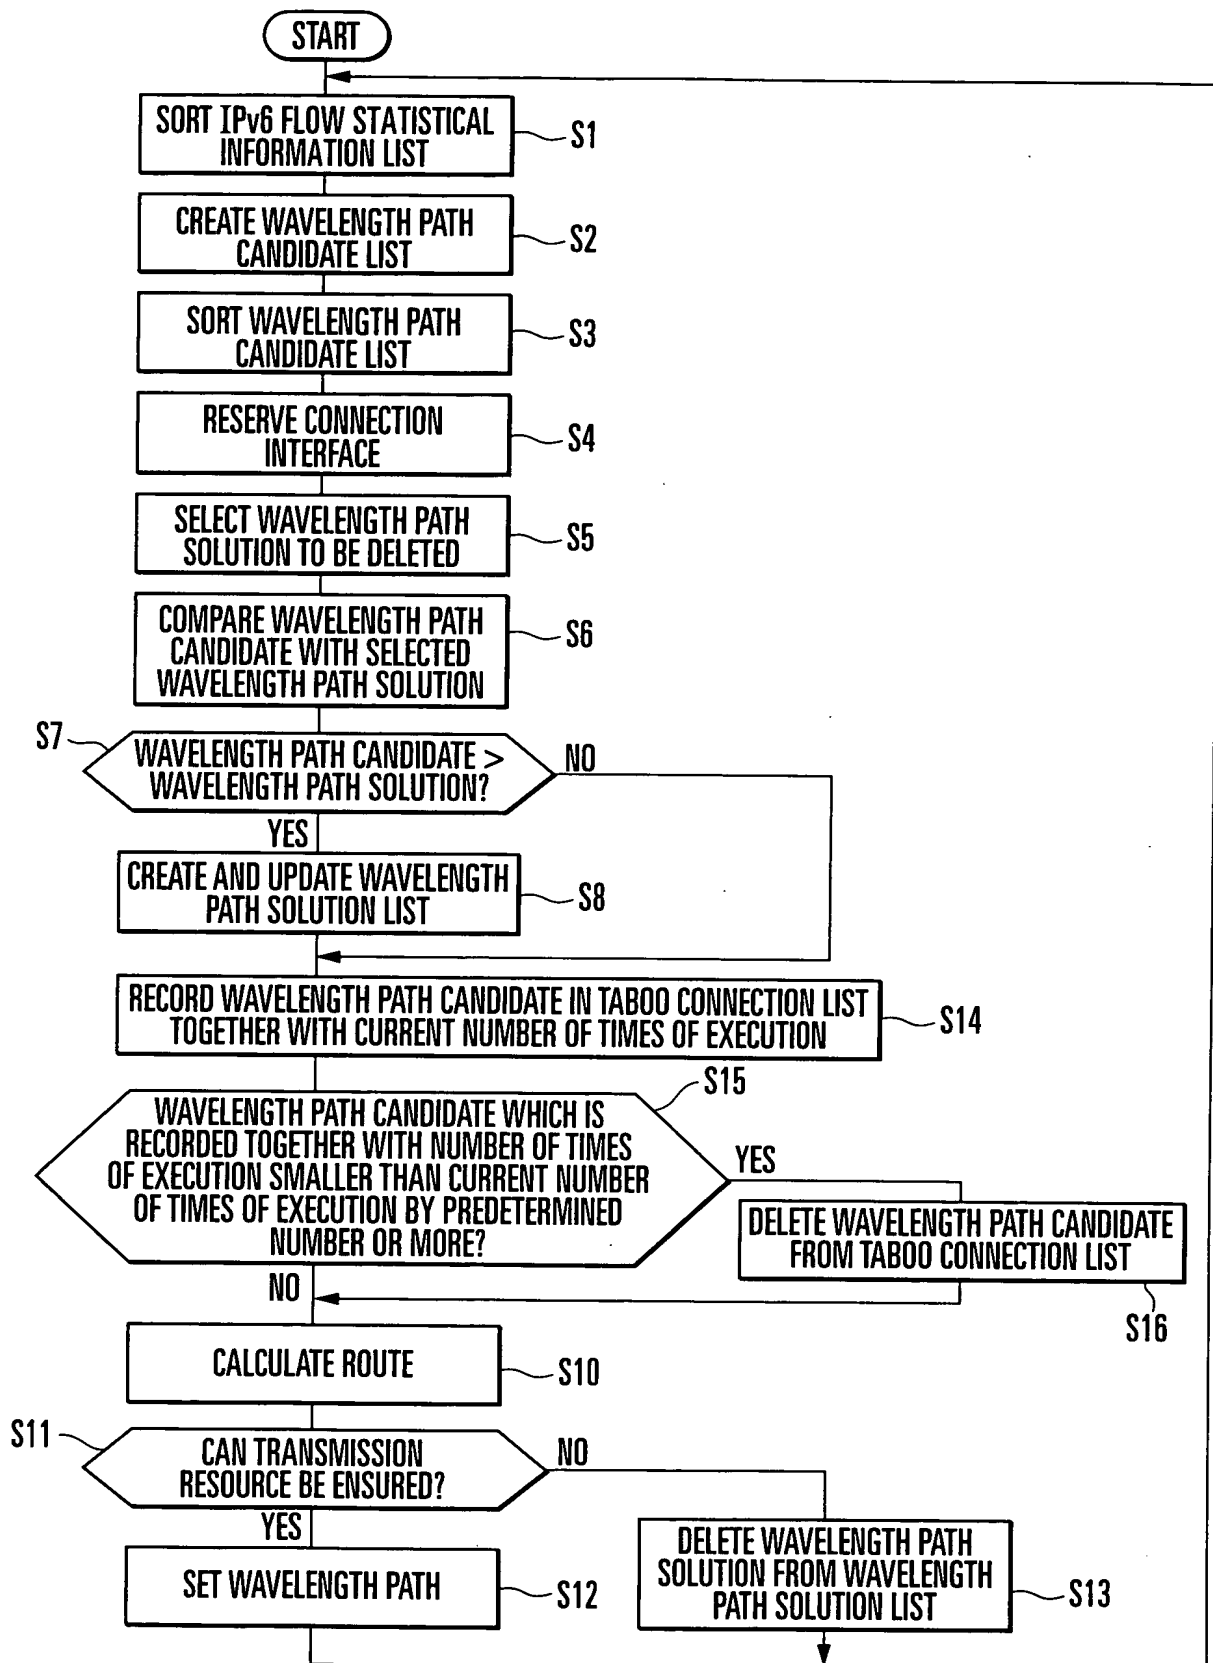 START
SORT IPv6 FLOW STATISTICAL
INFORMATION LIST
S1
CREATE WAVELENGTH PATH
CANDIDATE LIST
S2
SORT WAVELENGTH PATH
CANDIDATE LIST
S3
RESERVE CONNECTION
INTERFACE
S4
SELECT WAVELENGTH PATH
SOLUTION TO BE DELETED
S5
COMPARE WAVELENGTH PATH
CANDIDATE WITH SELECTED
WAVELENGTH PATH SOLUTION
S6
S7
WAVELENGTH PATH CANDIDATE >
WAVELENGTH PATH SOLUTION?
NO
YES
CREATE AND UPDATE WAVELENGTH
PATH SOLUTION LIST
S8
RECORD WAVELENGTH PATH CANDIDATE IN TABOO CONNECTION LIST
TOGETHER WITH CURRENT NUMBER OF TIMES OF EXECUTION
S14
S15
WAVELENGTH PATH CANDIDATE WHICH IS
RECORDED TOGETHER WITH NUMBER OF TIMES
OF EXECUTION SMALLER THAN CURRENT NUMBER
OF TIMES OF EXECUTION BY PREDETERMINED
NUMBER OR MORE?
YES
DELETE WAVELENGTH PATH CANDIDATE
FROM TABOO CONNECTION LIST
S16
NO
CALCULATE ROUTE
S10
S11
CAN TRANSMISSION
RESOURCE BE ENSURED?
NO
YES
SET WAVELENGTH PATH
S12
DELETE WAVELENGTH PATH
SOLUTION FROM WAVELENGTH
PATH SOLUTION LIST
S13